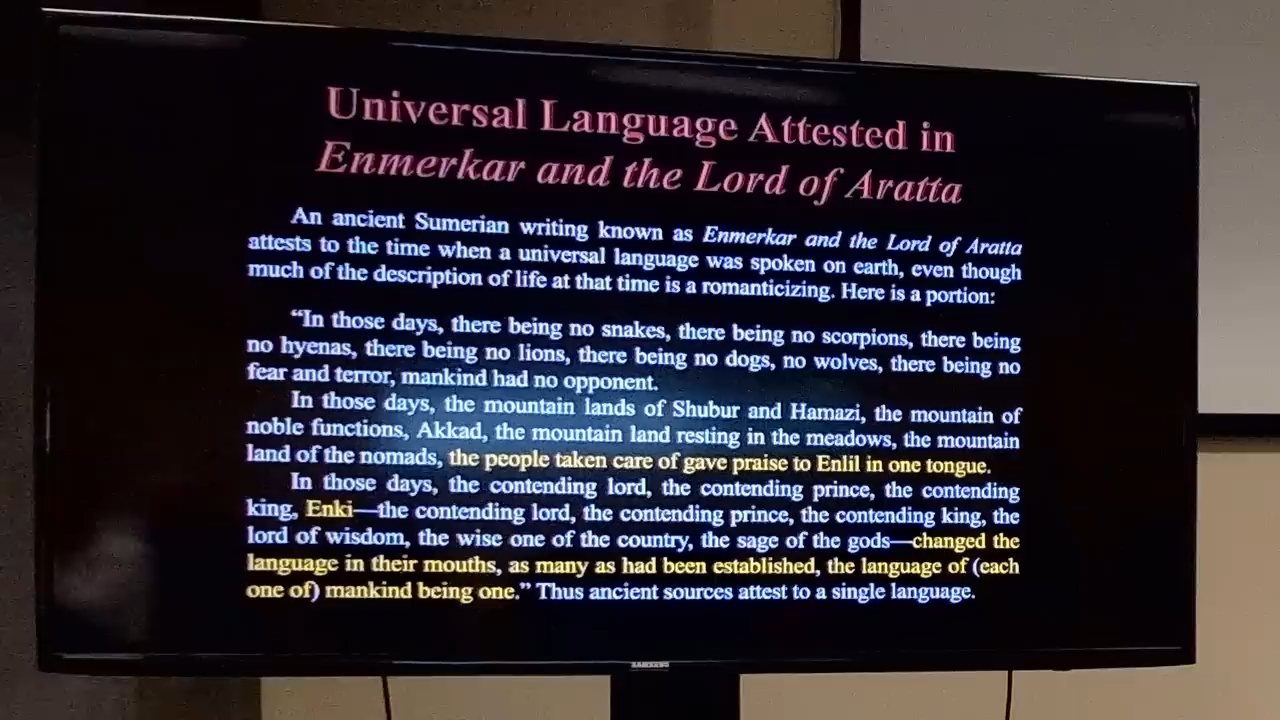 Universal Language Attested in
Enmerkar and the Lord of Aratta
An ancient Sumerian writing known as Enmerkar and the Lord of Aratta
attests to the time when a universal language was spoken on earth, even though
much of the description of life at that time is a romanticizing. Here is a portion:
“In those days, there being no snakes, there being no scorpions, there being
no hyenas, there being no lions, there being no dogs, no wolves, there being no
fear and terror, mankind had no opponent.
In those days, the mountain lands of Shubur and Hamazi, the mountain of
noble functions, Akkad, the mountain land resting in the meadows, the mountain
land of the nomads, the people taken care of gave praise to Enlil in one tongue.
In those days, the contending lord, the contending prince, the contending
king, Enki—the contending lord, the contending prince, the contending king, the
lord of wisdom, the wise one of the country, the sage of the gods—changed the
language in their mouths, as many as had been established, the language of (each
one of) mankind being one.” Thus ancient sources attest to a single language.
SAMSUNG